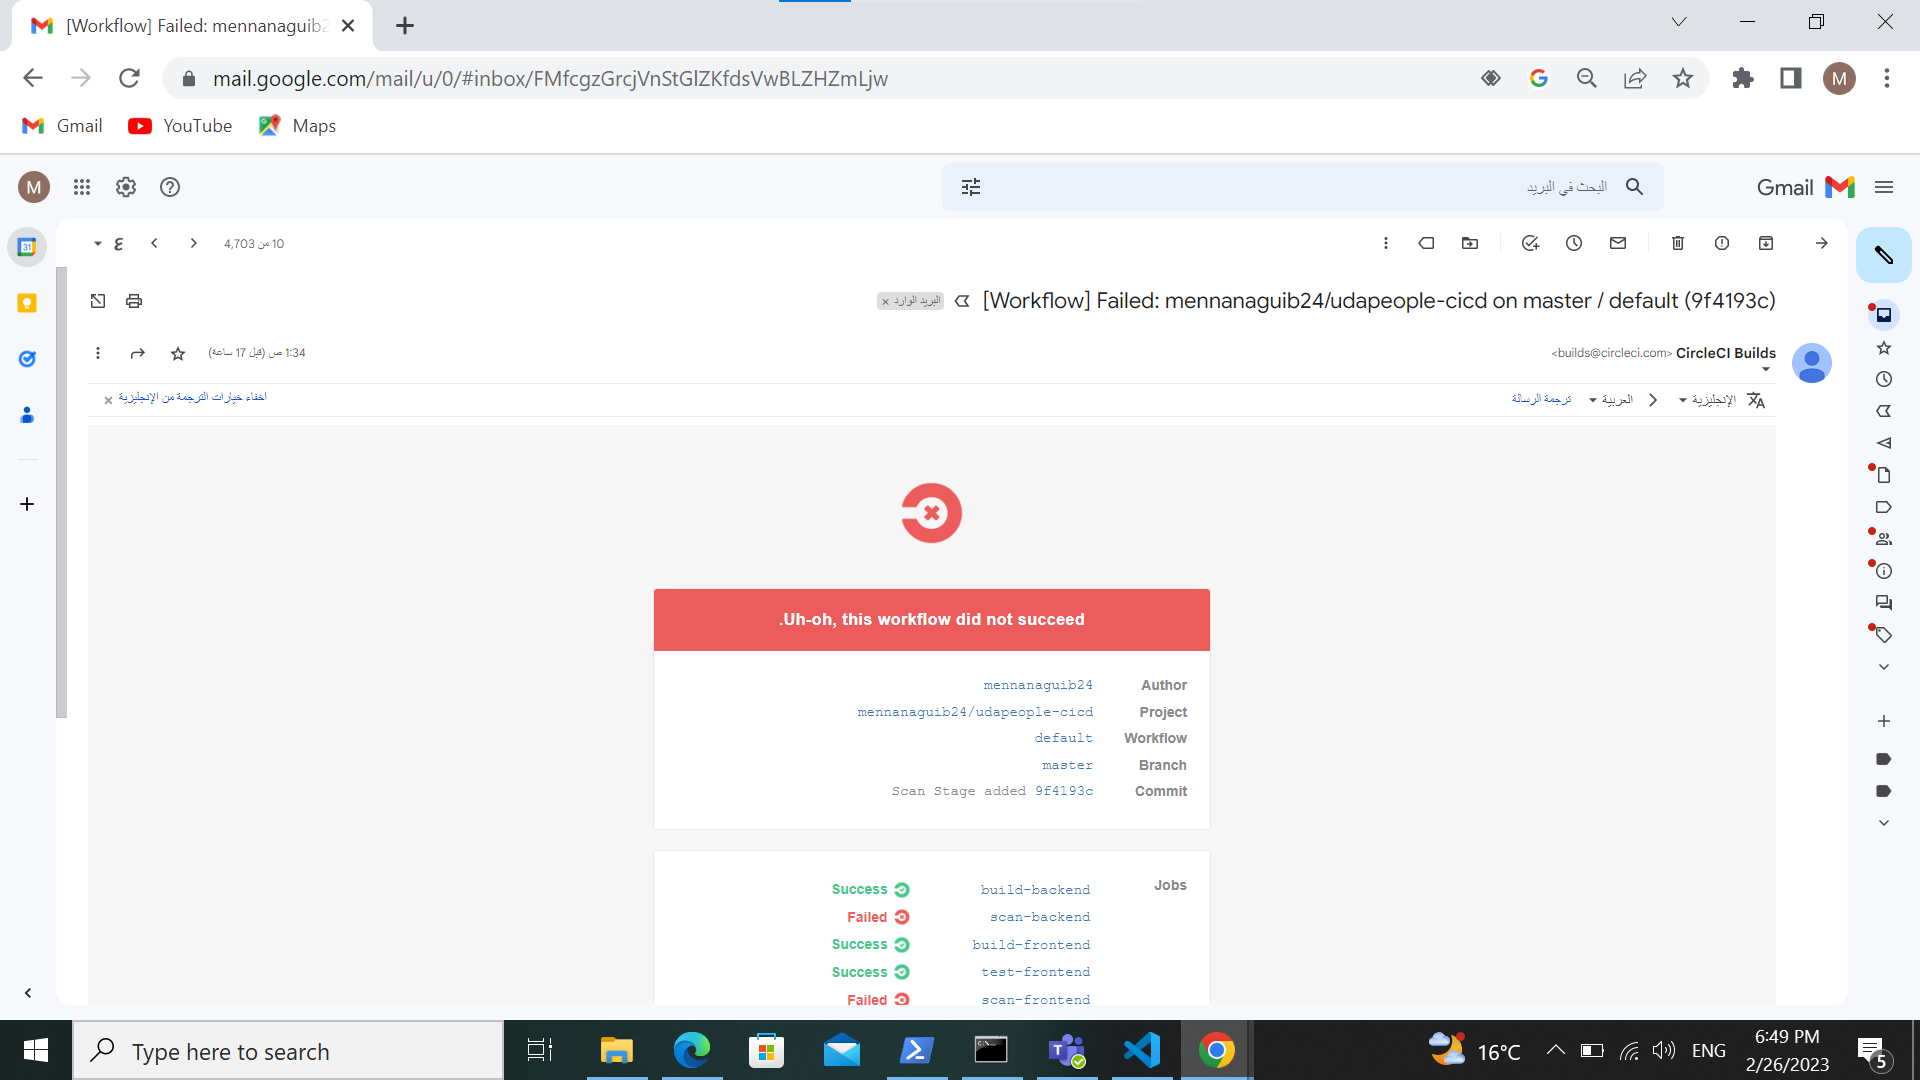 [Workflow] Failed: mennanaguib2
mail.google.com/mail/u/0/#inbox/FMfcgzGrcjVnStGlZKfdsVwBLZHZmLjw
M
Gmail YouTube Maps
M
البحث في البريد
Gmail
31
ع
10 من 4,703
[Workflow] Failed: mennanaguib24/udapeople-cicd on master / default (9f4193c)
البريد الوارد ×
1:34 ص (قبل 17 ساعة)
<builds@circleci.com> CircleCI Builds
الإنجليزية
العربية
ترجمة الرسالة
اخفاء خيارات الترجمة من الإنجليزية
.Uh-oh, this workflow did not succeed
mennanaguib24 Author
mennanaguib24/udapeople-cicd Project
default Workflow
master Branch
Scan Stage added 9f4193c Commit
Jobs
Success build-backend
Failed scan-backend
Success build-frontend
Success test-frontend
Failed scan-frontend
Type here to search
16°C
ENG
6:49 PM
2/26/2023
5